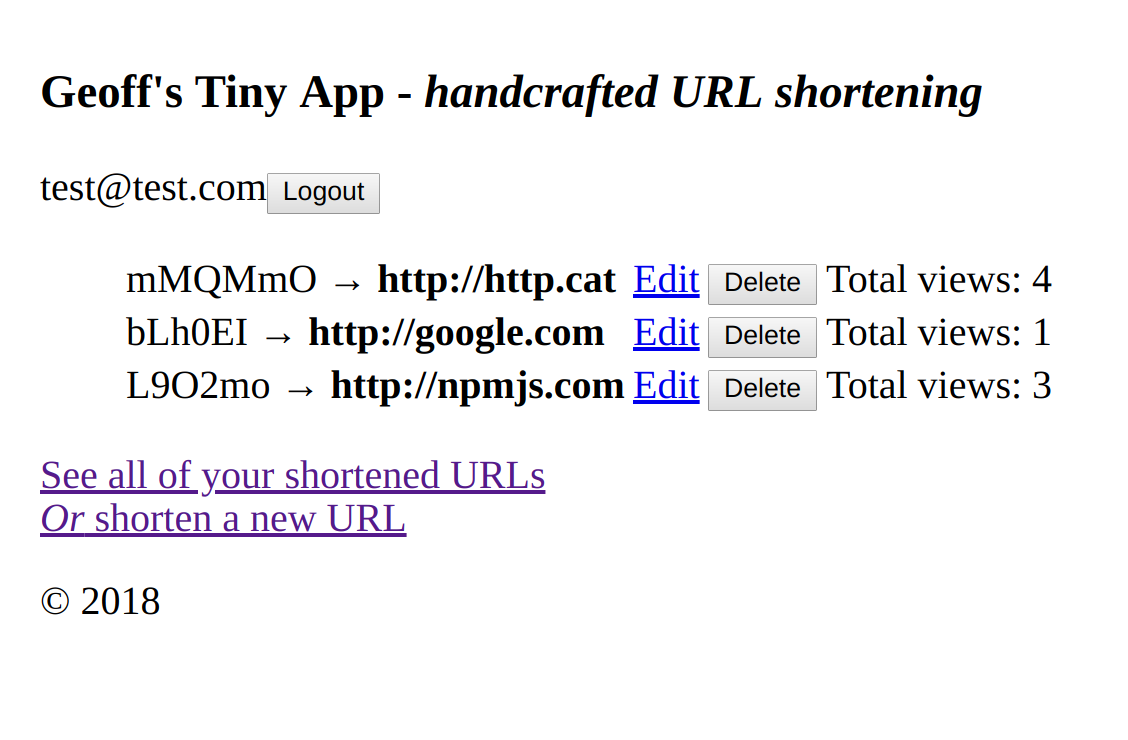 Geoff's Tiny App - handcrafted URL shortening
test@test.com Logout
mMQMmO → http://http.cat Edit Delete Total views: 4
bLh0EI → http://google.com Edit Delete Total views: 1
L9O2mo → http://npmjs.com Edit Delete Total views: 3
See all of your shortened URLs
Or shorten a new URL
© 2018